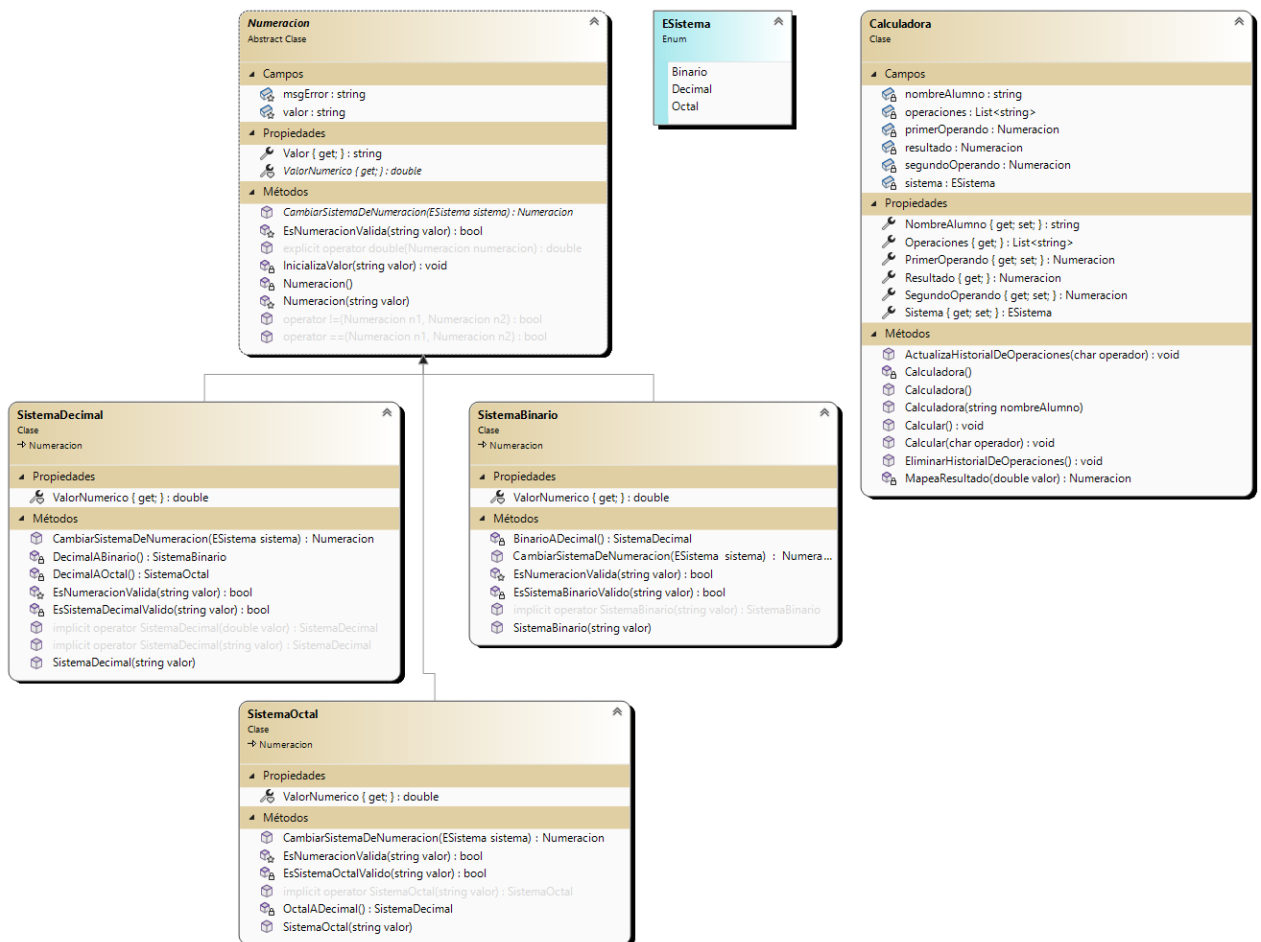 Numeracion
Abstract Clase
Campos
msgError : string
valor : string
Propiedades
Valor { get; } : string
ValorNumerico { get; } : double
Métodos
CambiarSistemaDeNumeracion(ESistema sistema) : Numeracion
EsNumeracionValida(string valor) : bool
explicit operator double(Numeracion numeracion) : double
InicializaValor(string valor) : void
Numeracion()
Numeracion(string valor)
operator !=(Numeracion n1, Numeracion n2) : bool
operator ==(Numeracion n1, Numeracion n2) : bool
ESistema
Enum
Binario
Decimal
Octal
Calculadora
Clase
Campos
nombreAlumno : string
operaciones : List<string>
primerOperando : Numeracion
resultado : Numeracion
segundoOperando : Numeracion
sistema : ESistema
Propiedades
NombreAlumno { get; set; } : string
Operaciones { get; } : List<string>
PrimerOperando { get; set; } : Numeracion
Resultado { get; } : Numeracion
SegundoOperando { get; set; } : Numeracion
Sistema { get; set; } : ESistema
Métodos
ActualizaHistorialDeOperaciones(char operador) : void
Calculadora()
Calculadora()
Calculadora(string nombreAlumno)
Calcular() : void
Calcular(char operador) : void
EliminarHistorialDeOperaciones() : void
MapeaResultado(double valor) : Numeracion
SistemaDecimal
Clase
Numeracion
Propiedades
ValorNumerico { get; } : double
Métodos
CambiarSistemaDeNumeracion(ESistema sistema) : Numeracion
DecimalABinario() : SistemaBinario
DecimalAOctal() : SistemaOctal
EsNumeracionValida(string valor) : bool
EsSistemaDecimalValido(string valor) : bool
implicit operator SistemaDecimal(double valor) : SistemaDecimal
implicit operator SistemaDecimal(string valor) : SistemaDecimal
SistemaDecimal(string valor)
SistemaBinario
Clase
Numeracion
Propiedades
ValorNumerico { get; } : double
Métodos
BinarioADecimal() : SistemaDecimal
CambiarSistemaDeNumeracion(ESistema sistema) : Numera...
EsNumeracionValida(string valor) : bool
EsSistemaBinarioValido(string valor) : bool
implicit operator SistemaBinario(string valor) : SistemaBinario
SistemaBinario(string valor)
SistemaOctal
Clase
Numeracion
Propiedades
ValorNumerico { get; } : double
Métodos
CambiarSistemaDeNumeracion(ESistema sistema) : Numeracion
EsNumeracionValida(string valor) : bool
EsSistemaOctalValido(string valor) : bool
implicit operator SistemaOctal(string valor) : SistemaOctal
OctalADecimal() : SistemaDecimal
SistemaOctal(string valor)